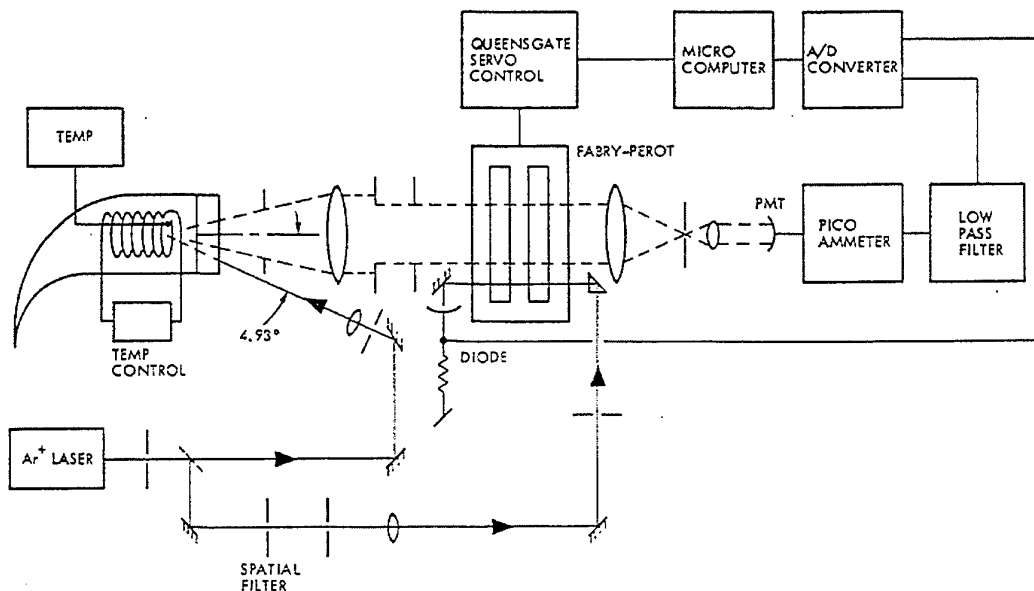 QUEENSGATE
SERVO
CONTROL
MICRO
COMPUTER
A/D
CONVERTER
TEMP
FABRY-PEROT
PMT
PICO
AMMETER
LOW
PASS
FILTER
4.93°
TEMP
CONTROL
DIODE
Ar+ LASER
SPATIAL
FILTER